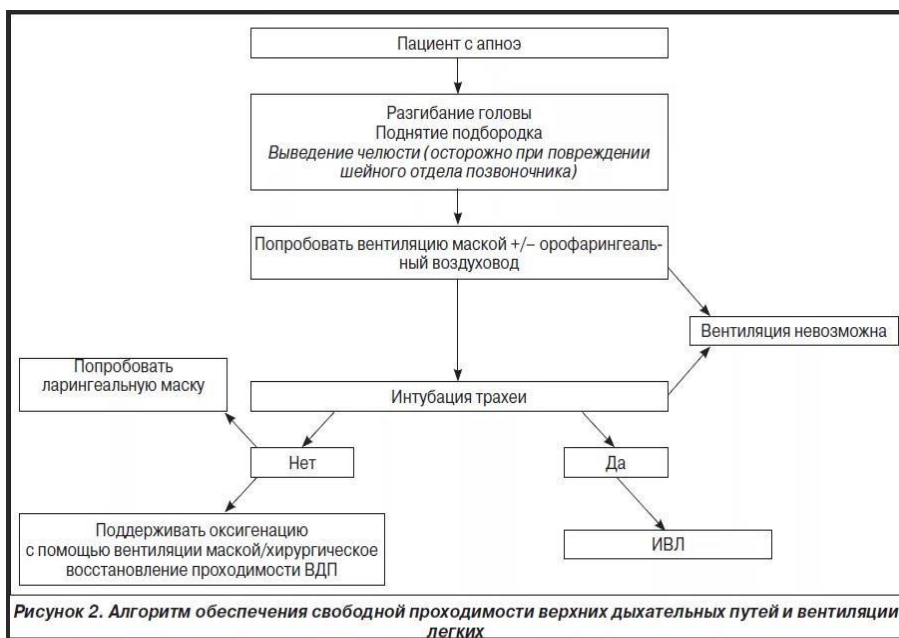 Пациент с апноэ
Разгибание головы
Поднятие подбородка
Выведение челюсти (осторожно при повреждении
шейного отдела позвоночника)
Попробовать вентиляцию маской +/– орофарингеаль-
ный воздуховод
Вентиляция невозможна
Попробовать
ларингеальную маску
Интубация трахеи
Нет
Да
Поддерживать оксигенацию
с помощью вентиляции маской/хирургическое
восстановление проходимости ВДП
ИВЛ
Рисунок 2. Алгоритм обеспечения свободной проходимости верхних дыхательных путей и вентиляции
легких